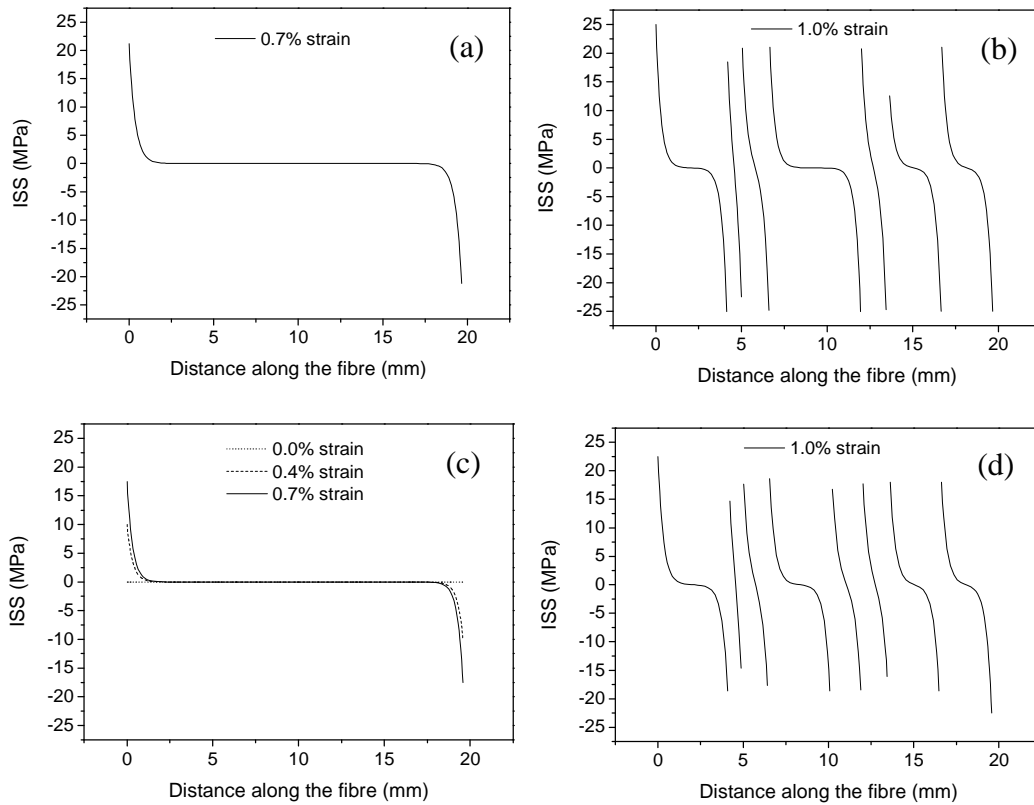 0.7% strain
(a)
25
20
15
10
5
0
-5
-10
-15
-20
-25
ISS (MPa)
0 5 10 15 20
Distance along the fibre (mm)
1.0% strain
(b)
25
20
15
10
5
0
-5
-10
-15
-20
-25
ISS (MPa)
0 5 10 15 20
Distance along the fibre (mm)
0.0% strain
0.4% strain
0.7% strain
(c)
25
20
15
10
5
0
-5
-10
-15
-20
-25
ISS (MPa)
0 5 10 15 20
Distance along the fibre (mm)
1.0% strain
(d)
25
20
15
10
5
0
-5
-10
-15
-20
-25
ISS (MPa)
0 5 10 15 20
Distance along the fibre (mm)